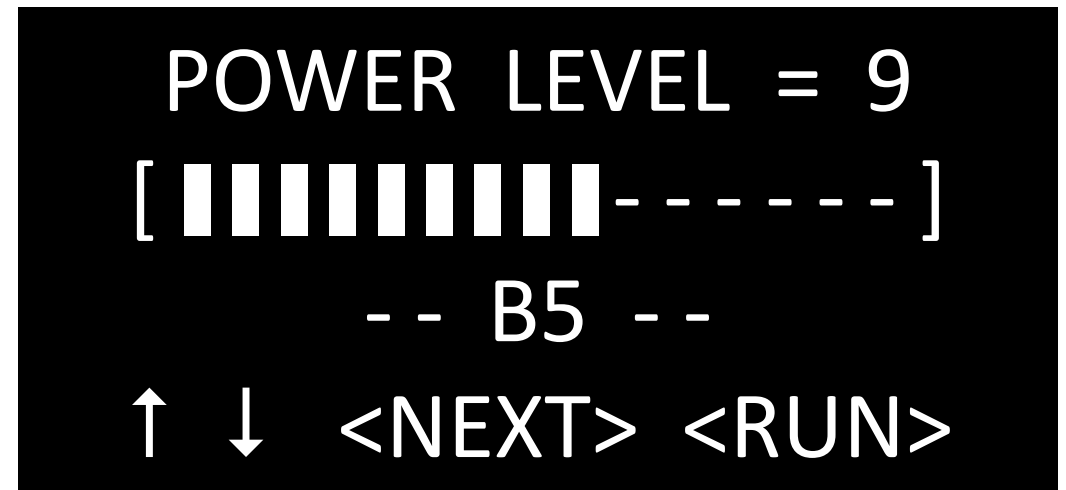 POWER LEVEL = 9
[▮▮▮▮▮▮▮▮▮------]
-- B5 --
↑ ↓ <NEXT> <RUN>